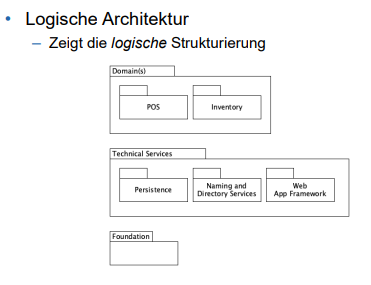 • Logische Architektur
– Zeigt die logische Strukturierung
Domain(s)
POS
Inventory
Technical Services
Persistence
Naming and
Directory Services
Web
App Framework
Foundation